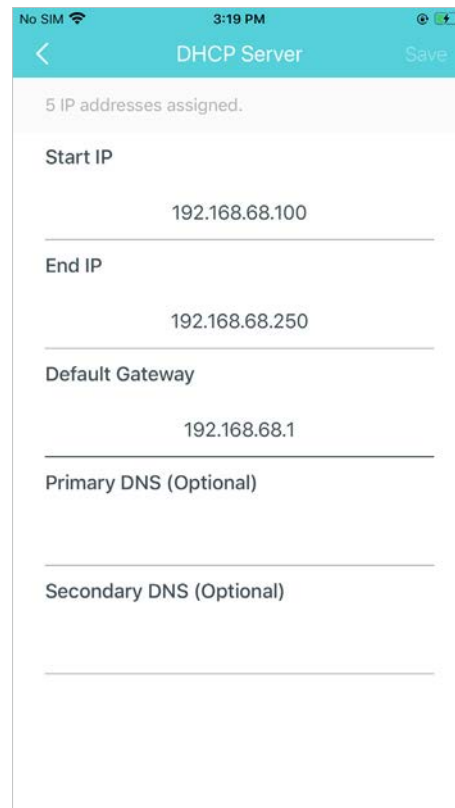 No SIM 3:19 PM
DHCP Server Save
5 IP addresses assigned.
Start IP
192.168.68.100
End IP
192.168.68.250
Default Gateway
192.168.68.1
Primary DNS (Optional)
Secondary DNS (Optional)